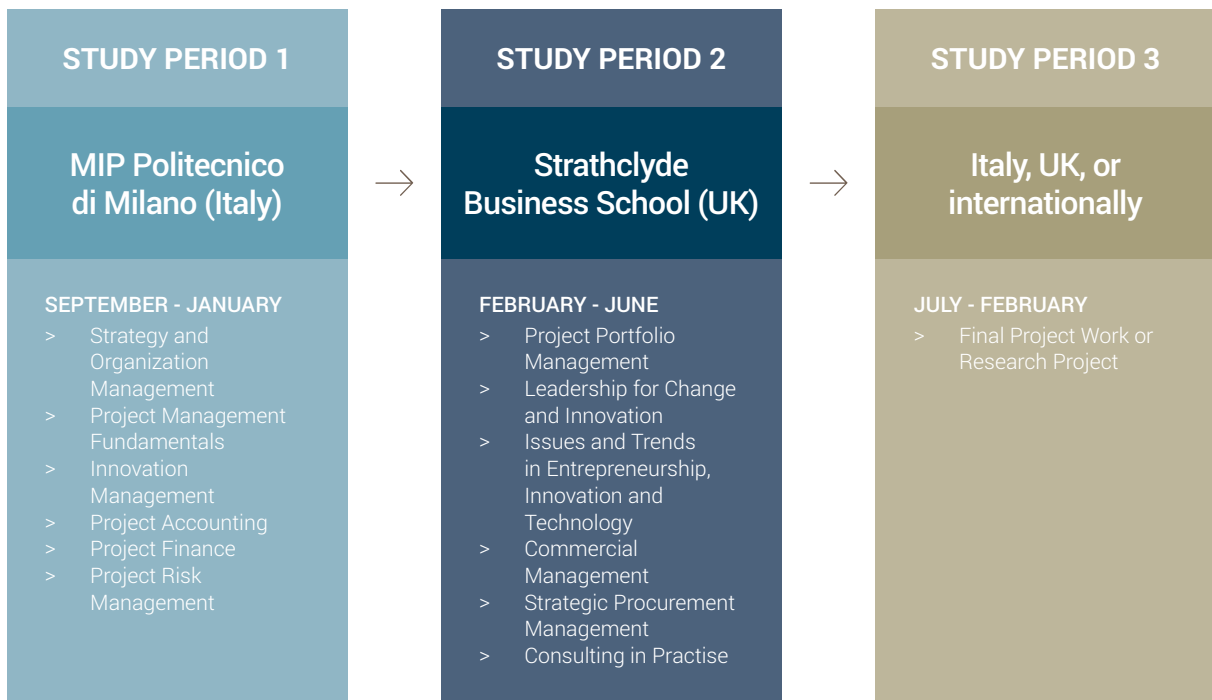 STUDY PERIOD 1
MIP Politecnico
di Milano (Italy)
SEPTEMBER - JANUARY
> Strategy and
Organization
Management
> Project Management
Fundamentals
> Innovation
Management
> Project Accounting
> Project Finance
> Project Risk
Management
→
STUDY PERIOD 2
Strathclyde
Business School (UK)
FEBRUARY - JUNE
> Project Portfolio
Management
> Leadership for Change
and Innovation
> Issues and Trends
in Entrepreneurship,
Innovation and
Technology
> Commercial
Management
> Strategic Procurement
Management
> Consulting in Practise
→
STUDY PERIOD 3
Italy, UK, or
internationally
JULY - FEBRUARY
> Final Project Work or
Research Project